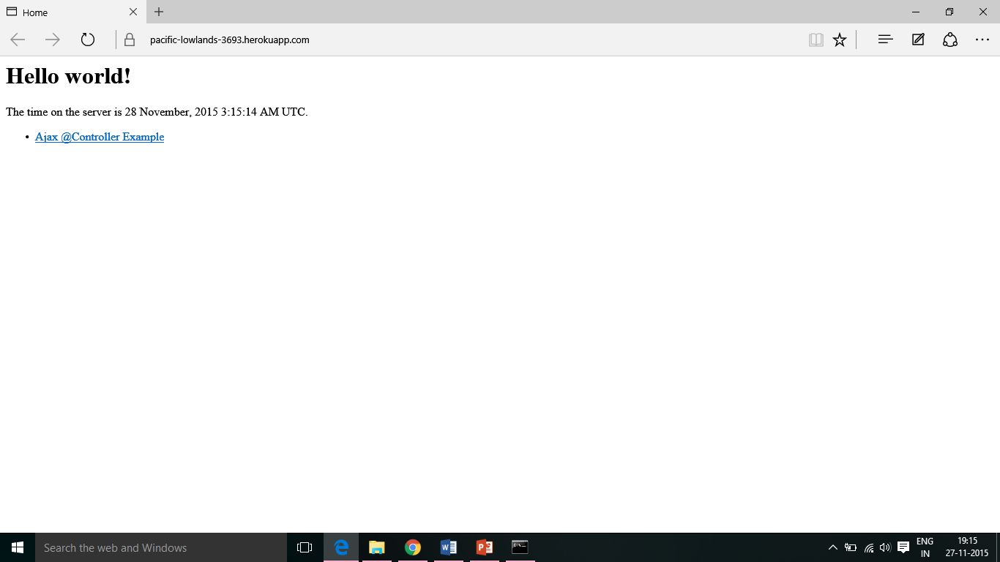 Home
pacific-lowlands-3693.herokuapp.com
Hello world!
The time on the server is 28 November, 2015 3:15:14 AM UTC.
• Ajax @Controller Example
Search the web and Windows
ENG
IN
19:15
27-11-2015